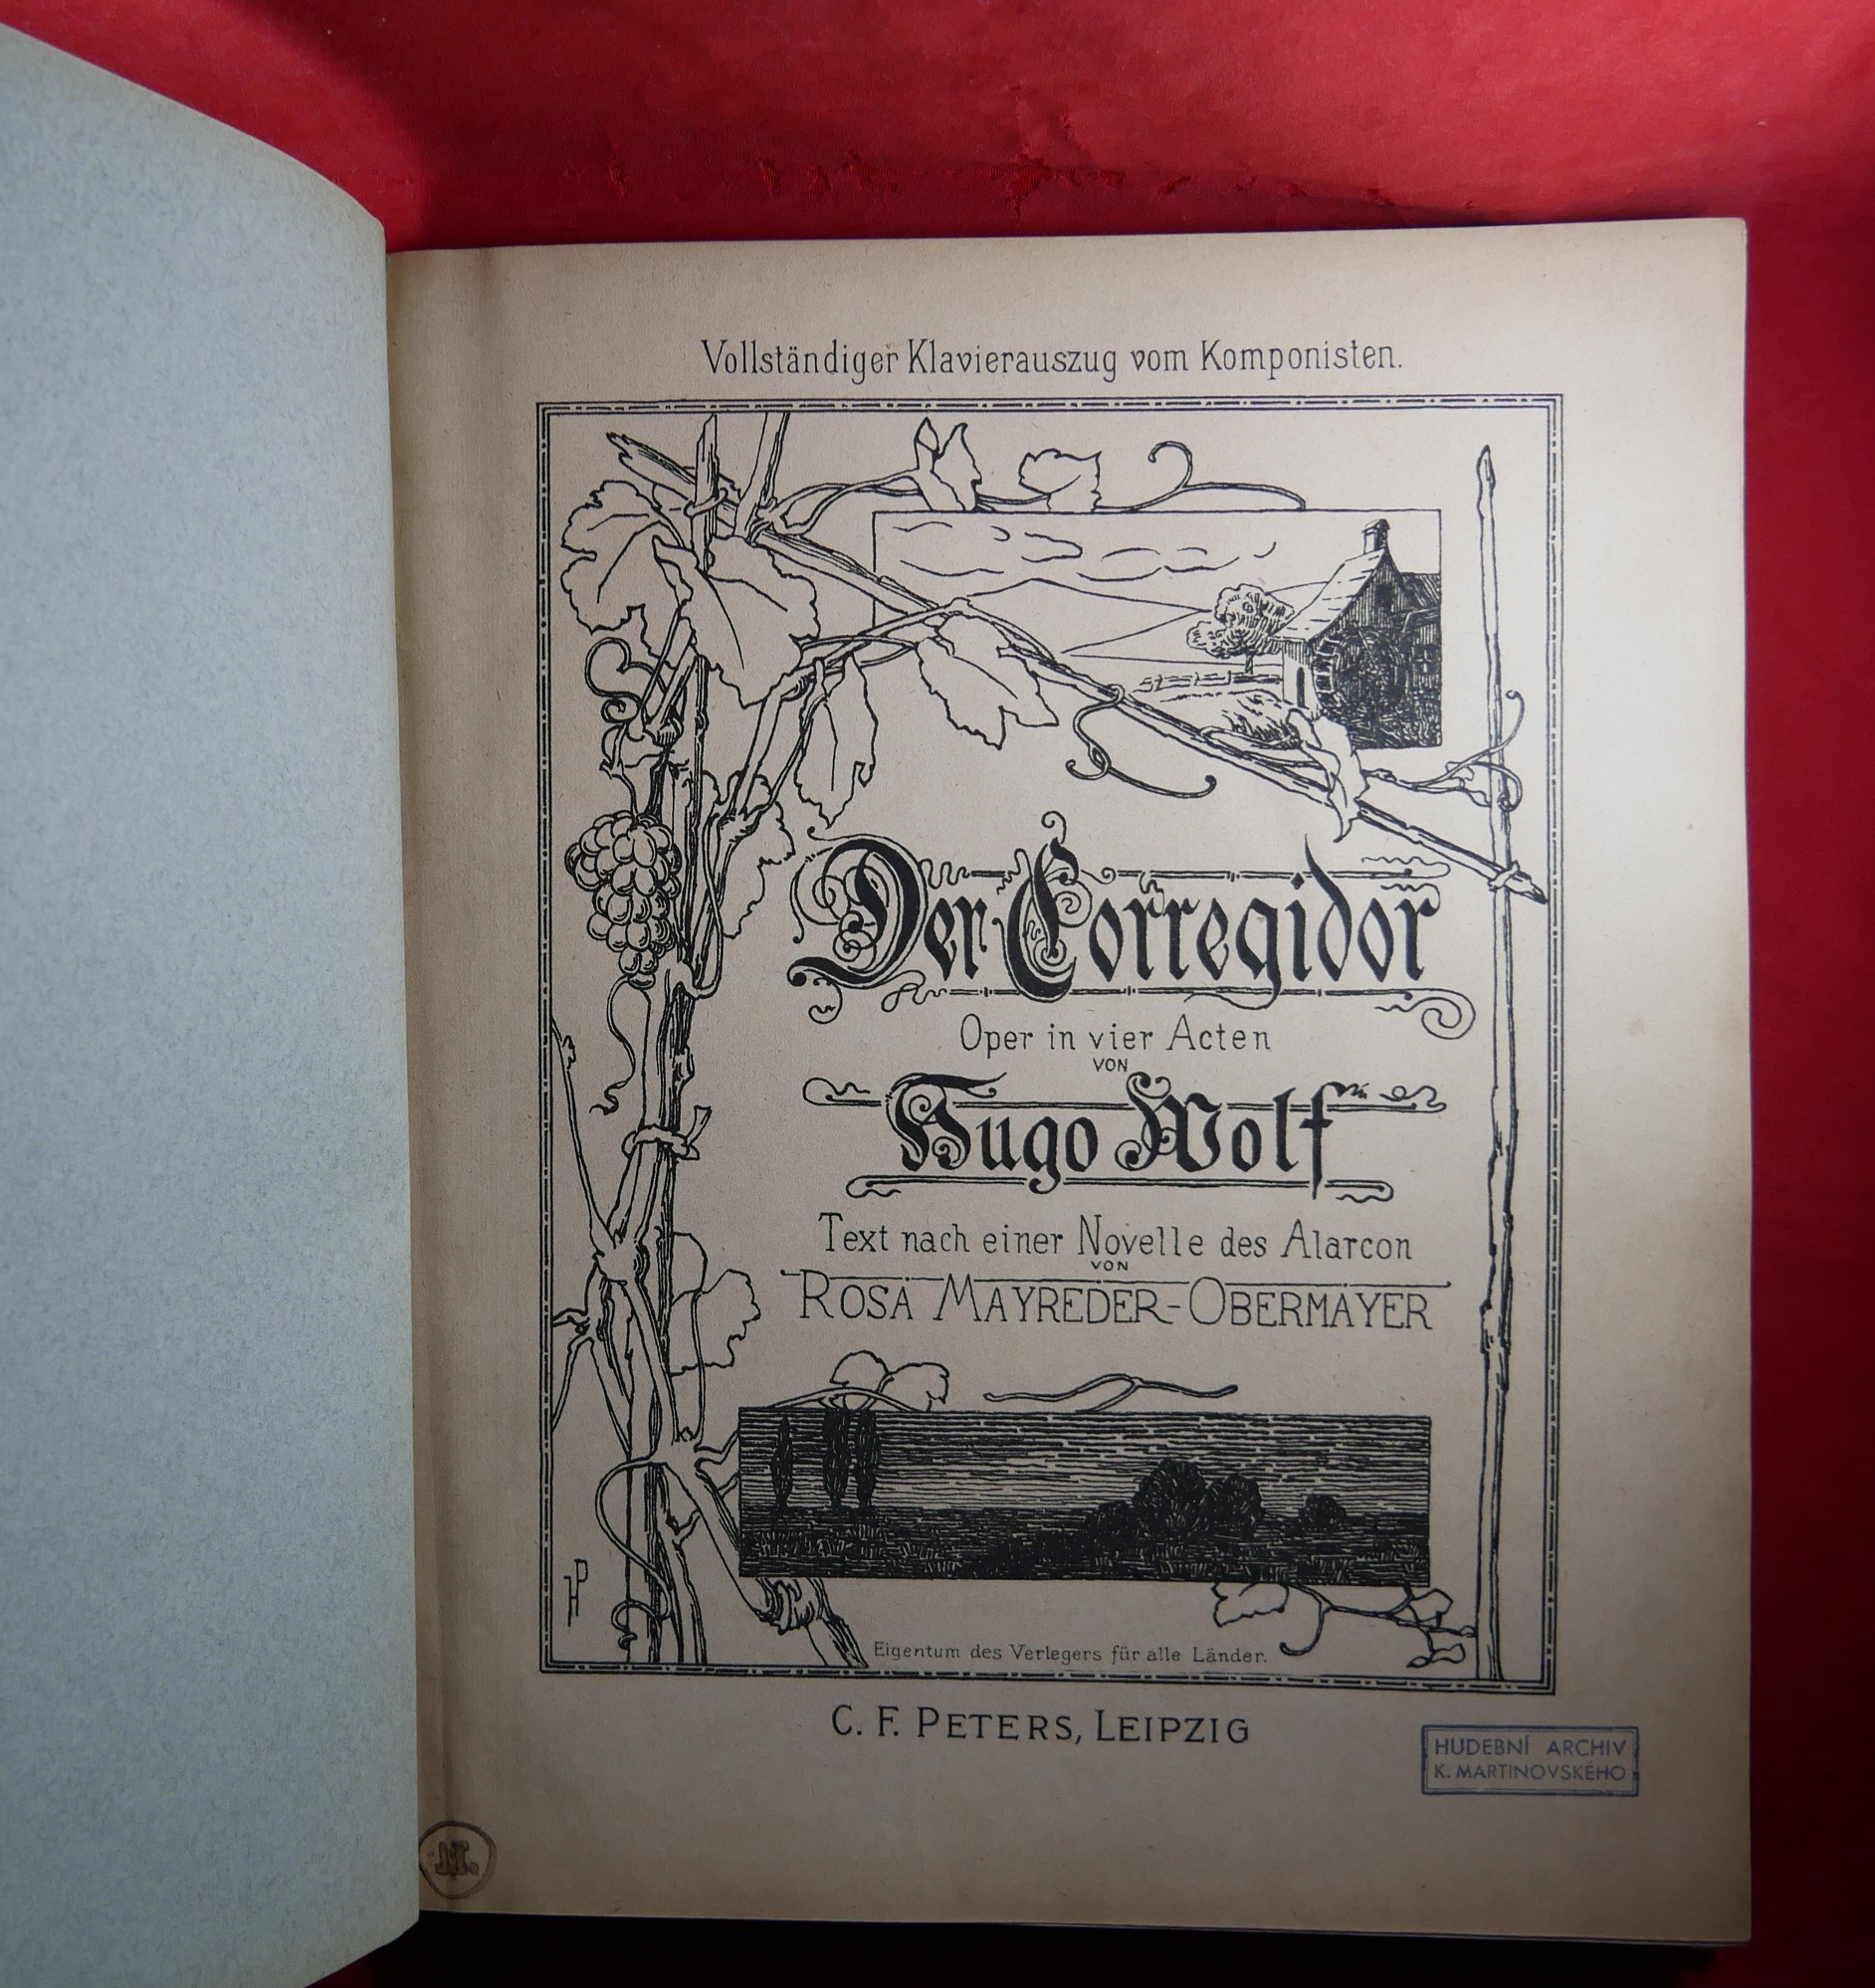 Vollständiger Klavierauszug vom Komponisten.
Der Corregidor
Oper in vier Acten
VON
Hugo Wolf
Text nach einer Novelle des Alarcon
VON
ROSA MAYREDER-OBERMAYER
Eigentum des Verlegers für alle Länder.
C. F. PETERS, LEIPZIG
HUDEBNÍ ARCHIV
K. MARTINOVSKÉHO